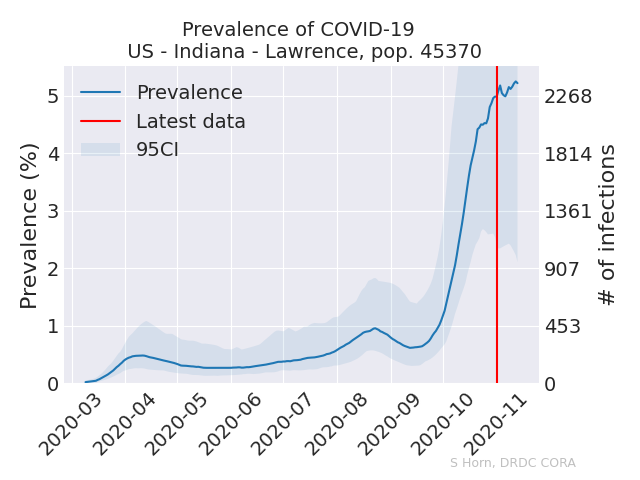 Prevalence of COVID-19
US - Indiana - Lawrence, pop. 45370
Prevalence
Latest data
95CI
Prevalence (%)
5
4
3
2
1
0
2268
1814
1361
907
453
0
# of infections
2020-03
2020-04
2020-05
2020-06
2020-07
2020-08
2020-09
2020-10
2020-11
S Horn, DRDC CORA